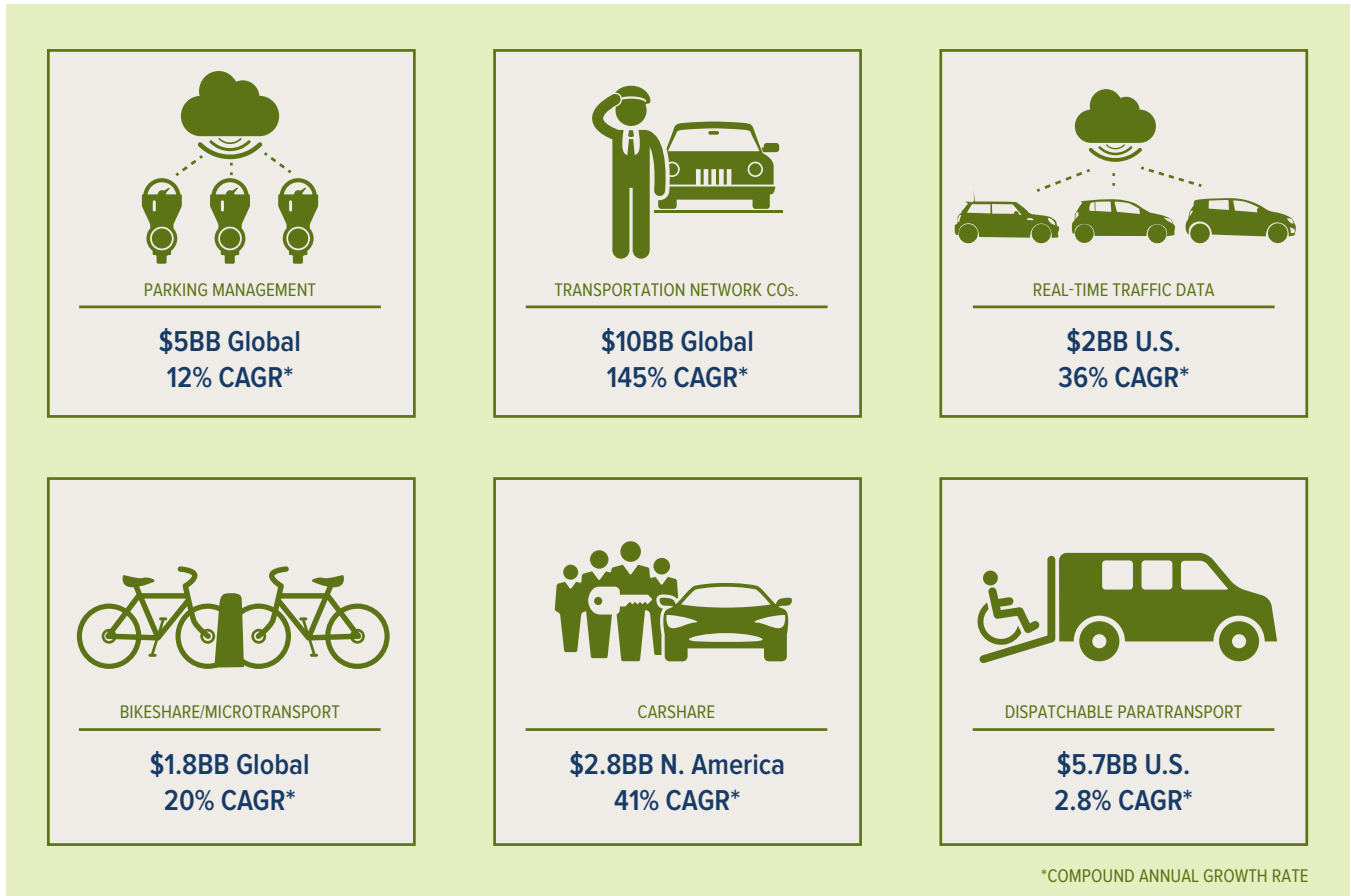 PARKING MANAGEMENT
$5BB Global
12% CAGR*
TRANSPORTATION NETWORK COs.
$10BB Global
145% CAGR*
REAL-TIME TRAFFIC DATA
$2BB U.S.
36% CAGR*
BIKESHARE/MICROTRANSPORT
$1.8BB Global
20% CAGR*
CARSHARE
$2.8BB N. America
41% CAGR*
DISPATCHABLE PARATRANSPORT
$5.7BB U.S.
2.8% CAGR*
*COMPOUND ANNUAL GROWTH RATE